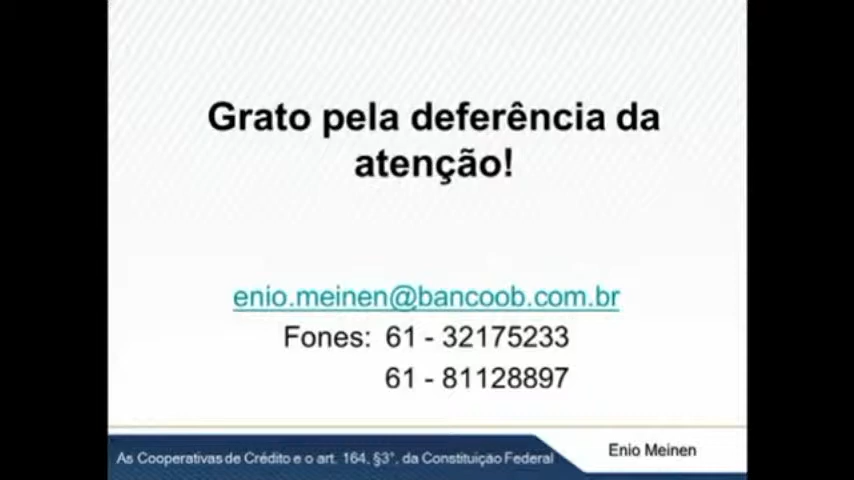 Grato pela deferência da
atenção!
enio.meinen@bancoob.com.br
Fones: 61 - 32175233
61 - 81128897
As Cooperativas de Crédito e o art. 164, §3°, da Constituição Federal
Enio Meinen